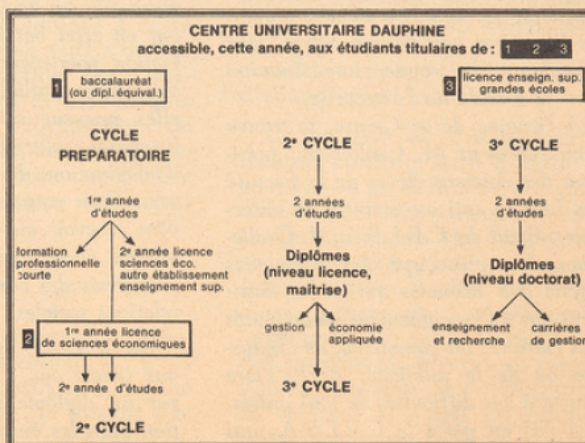 CENTRE UNIVERSITAIRE DAUPHINE
accessible, cette année, aux étudiants titulaires de : 1 2 3
1 baccalauréat
(ou dipl. équival.)
3 licence enseign. sup.
grandes écoles
CYCLE
PREPARATOIRE
1re année
d'études
formation
professionnelle
courte
2e année licence
sciences éco.
autre établissement
enseignement sup.
2 1re année licence
de sciences économiques
2e année d'études
2e CYCLE
2e CYCLE
2 années
d'études
Diplômes
(niveau licence,
maîtrise)
gestion
économie
appliquée
3e CYCLE
3e CYCLE
2 années
d'études
Diplômes
(niveau doctorat)
enseignement
et recherche
carrières
de gestion